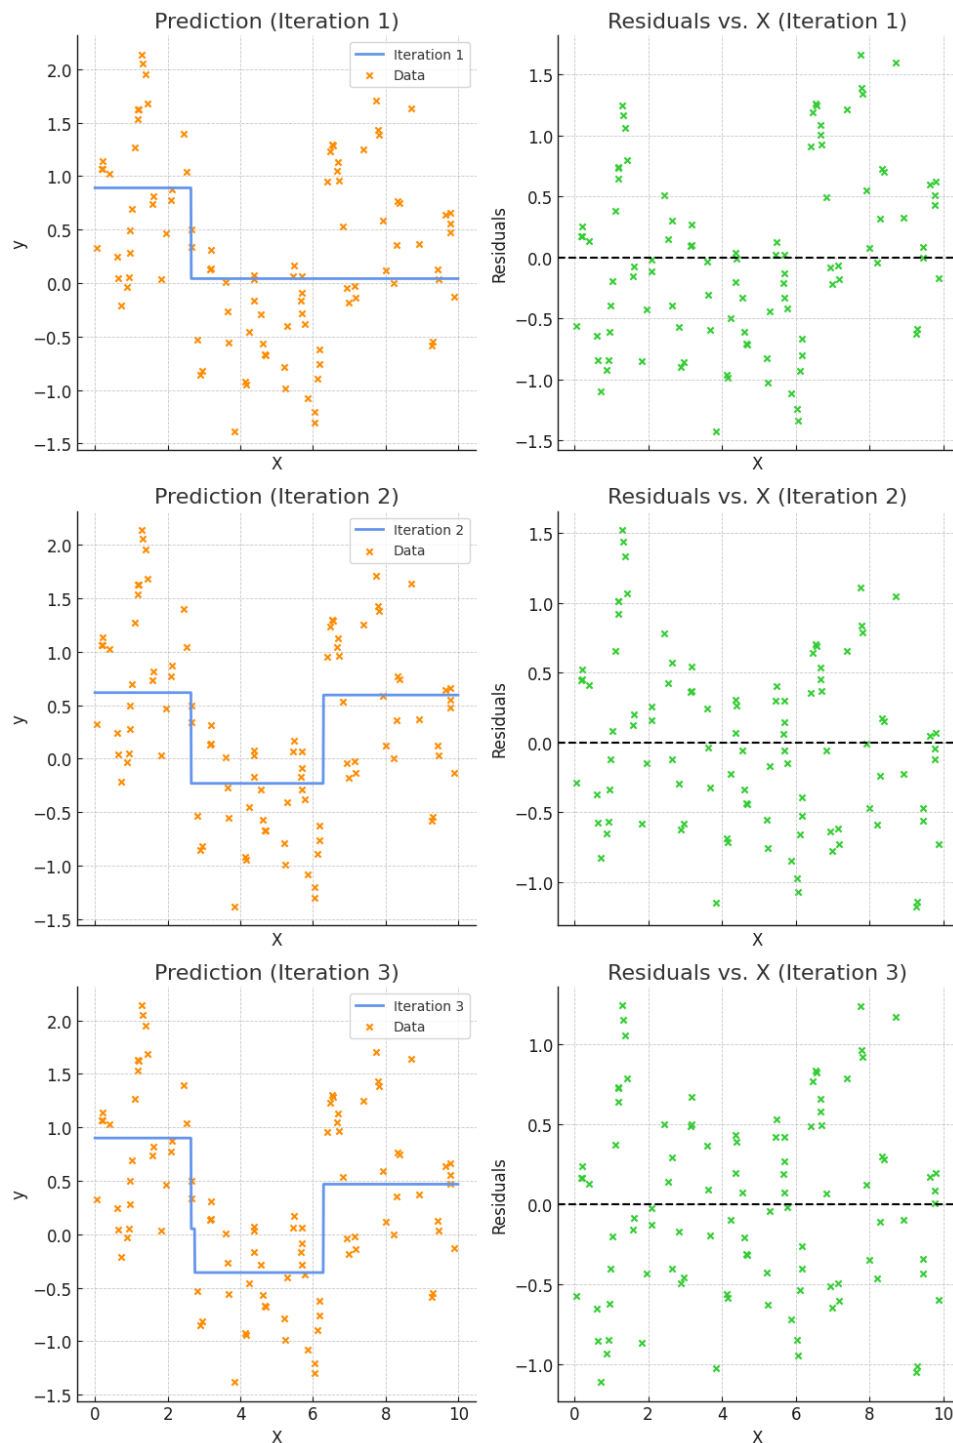 Prediction (Iteration 1)
Residuals vs. X (Iteration 1)
2.0
1.5
1.0
0.5
0.0
−0.5
−1.0
−1.5
y
X
Iteration 1
Data
1.5
1.0
0.5
0.0
−0.5
−1.0
−1.5
Residuals
X
Prediction (Iteration 2)
Residuals vs. X (Iteration 2)
2.0
1.5
1.0
0.5
0.0
−0.5
−1.0
−1.5
y
X
Iteration 2
Data
1.5
1.0
0.5
0.0
−0.5
−1.0
Residuals
X
Prediction (Iteration 3)
Residuals vs. X (Iteration 3)
2.0
1.5
1.0
0.5
0.0
−0.5
−1.0
−1.5
y
0 2 4 6 8 10
X
Iteration 3
Data
1.0
0.5
0.0
−0.5
−1.0
Residuals
0 2 4 6 8 10
X